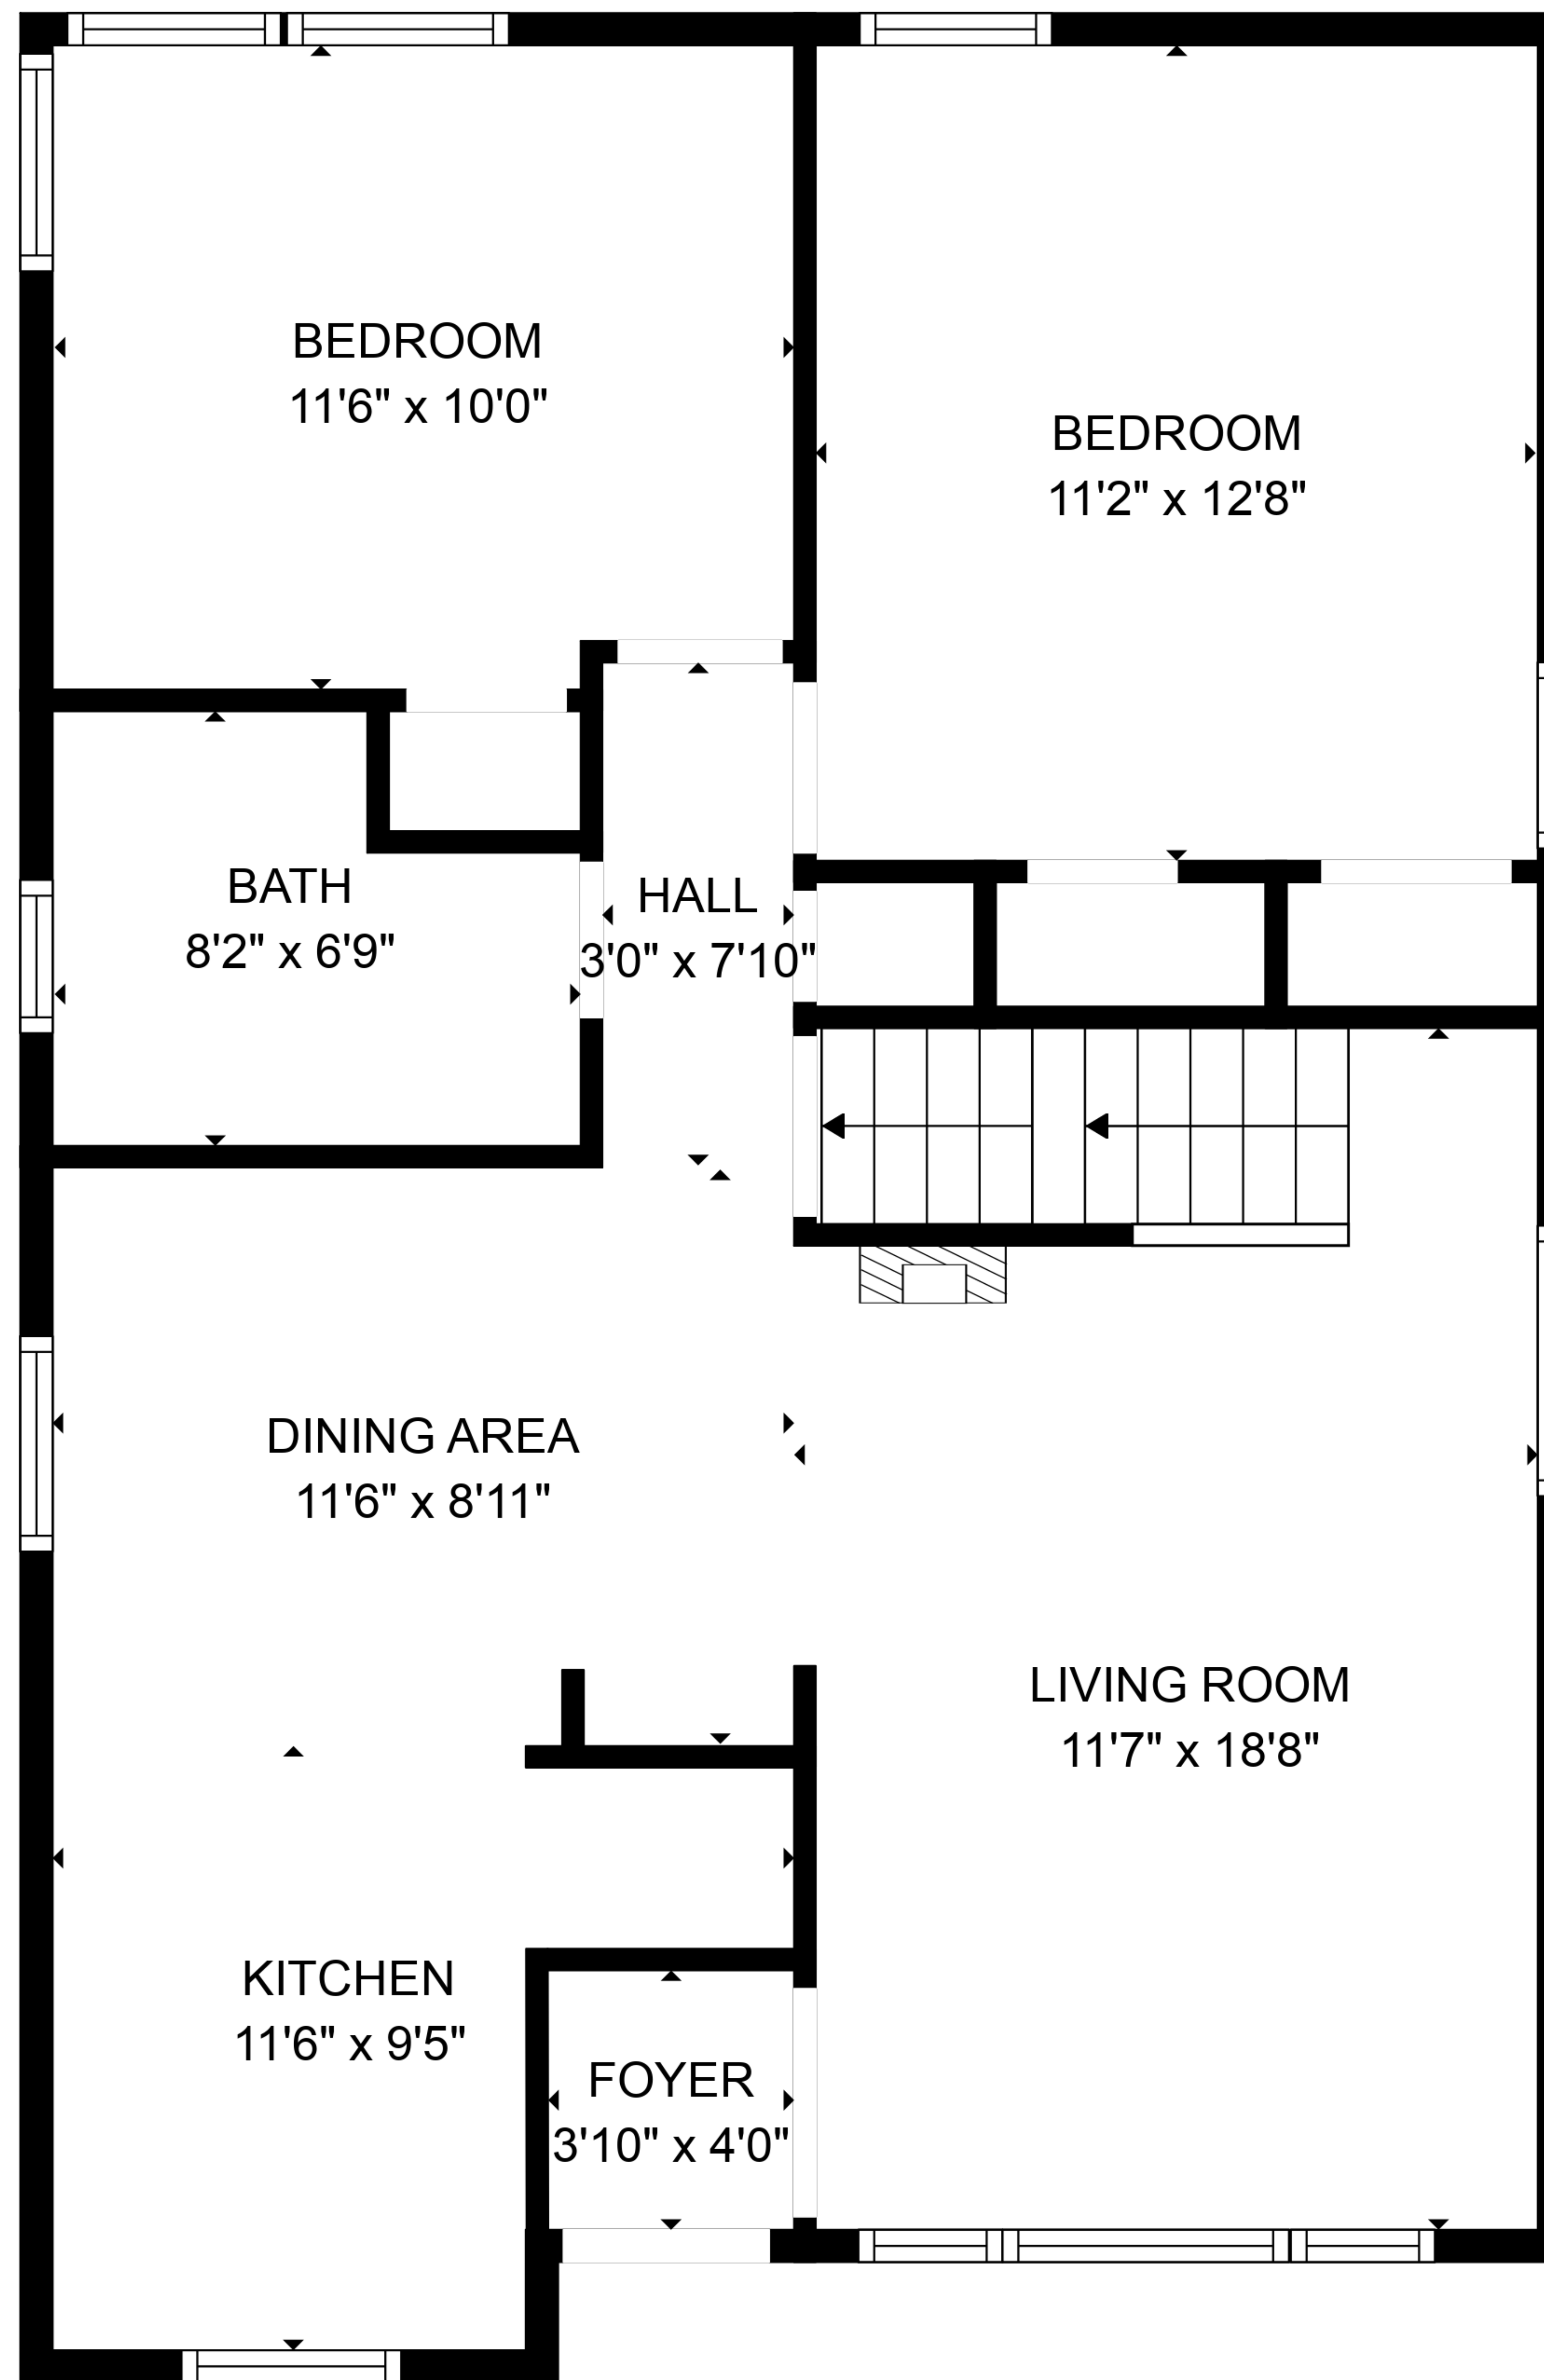 BEDROOM
11'6" x 10'0"
BEDROOM
11'2" x 12'8"
BATH
8'2" x 6'9"
HALL
3'0" x 7'10"
DINING AREA
11'6" x 8'11"
LIVING ROOM
11'7" x 18'8"
KITCHEN
11'6" x 9'5"
FOYER
3'10" x 4'0"